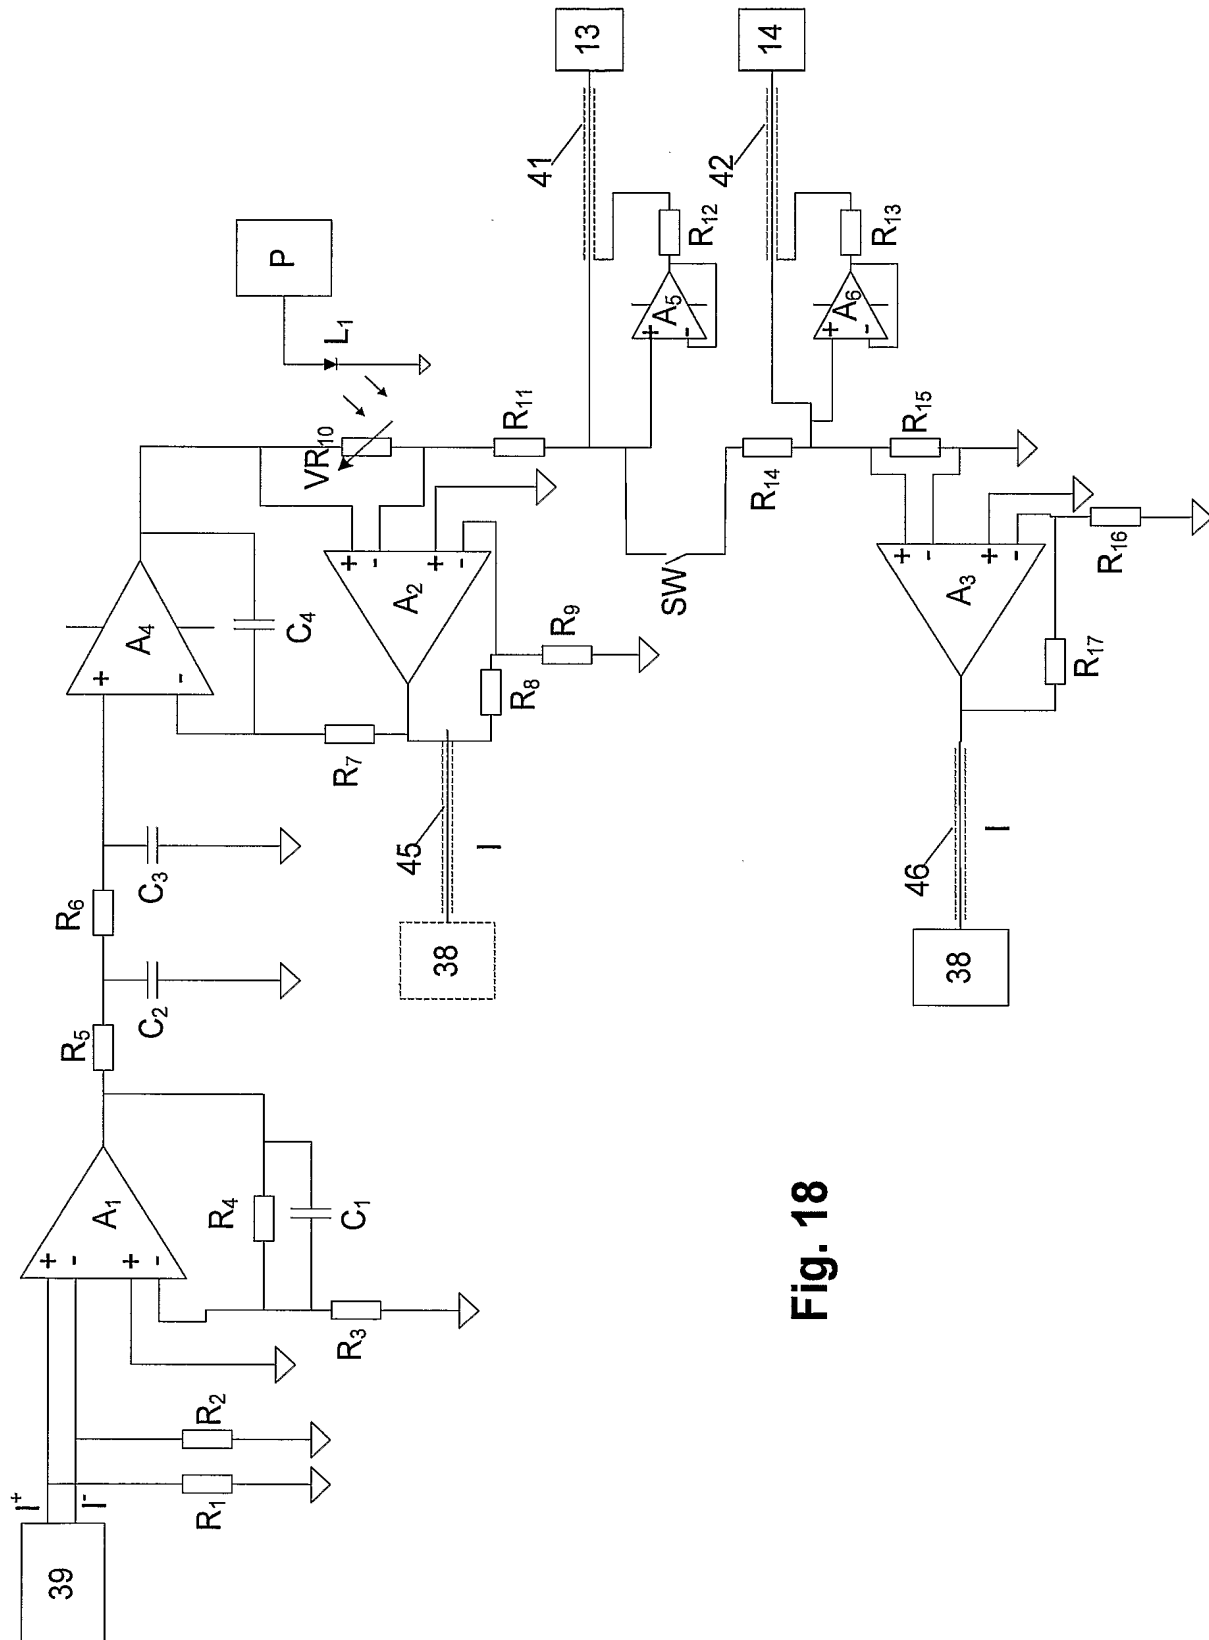 39
I+
I-
R1
R2
A1
+
-
+
-
R3
R4
C1
R5
C2
R6
C3
A4
+
-
C4
R7
A2
+
-
+
-
R8
R9
45
I
38
VR10
L1
P
R11
41
13
A5
+
-
R12
SW
R14
42
14
A6
+
-
R13
R15
A3
+
-
+
-
R16
R17
46
I
38
Fig. 18